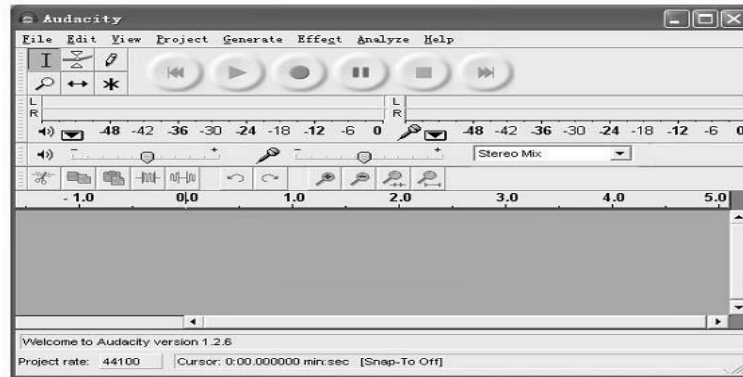 Audacity
File Edit View Project Generate Effect Analyze Help
L
R
L
R
-48 -42 -36 -30 -24 -18 -12 -6 0
-48 -42 -36 -30 -24 -18 -12 -6 0
- + - + Stereo Mix
- 1.0 0.0 1.0 2.0 3.0 4.0 5.0
Welcome to Audacity version 1.2.6
Project rate: 44100 Cursor: 0:00.000000 min:sec [Snap-To Off]